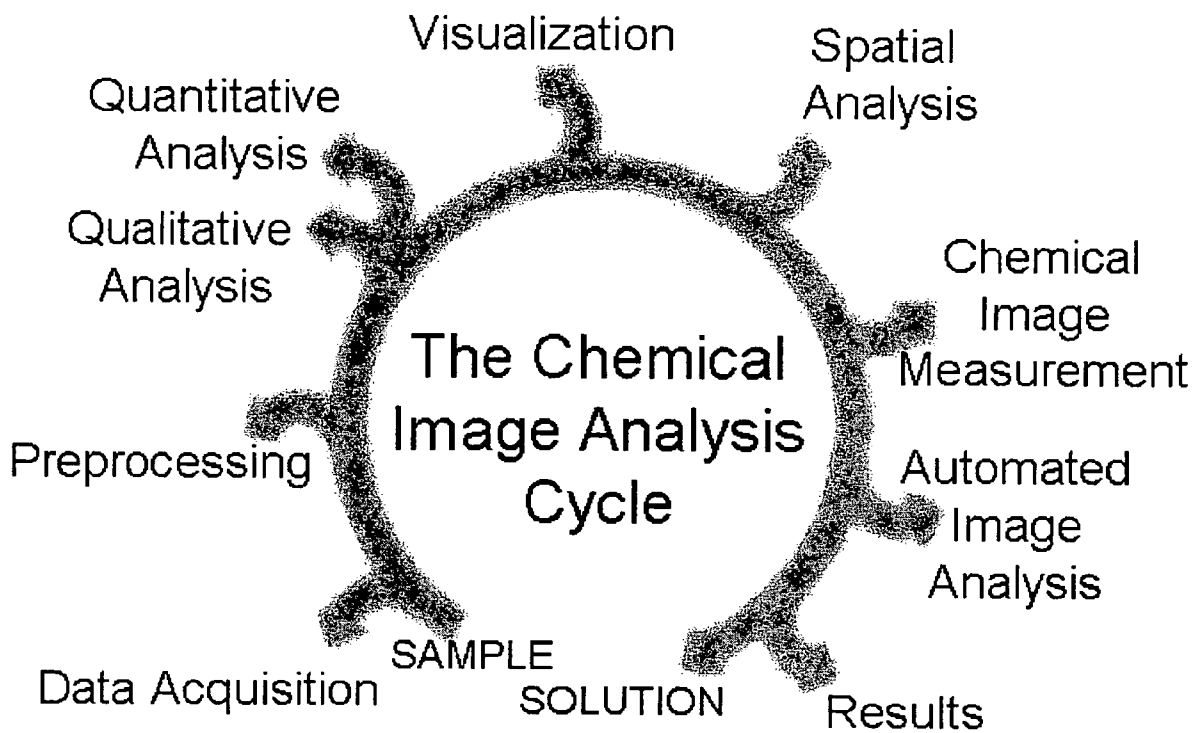 Visualization
Spatial
Analysis
Quantitative
Analysis
Qualitative
Analysis
Chemical
Image
Measurement
The Chemical
Image Analysis
Cycle
Preprocessing
Automated
Image
Analysis
SAMPLE
Data Acquisition
SOLUTION
Results